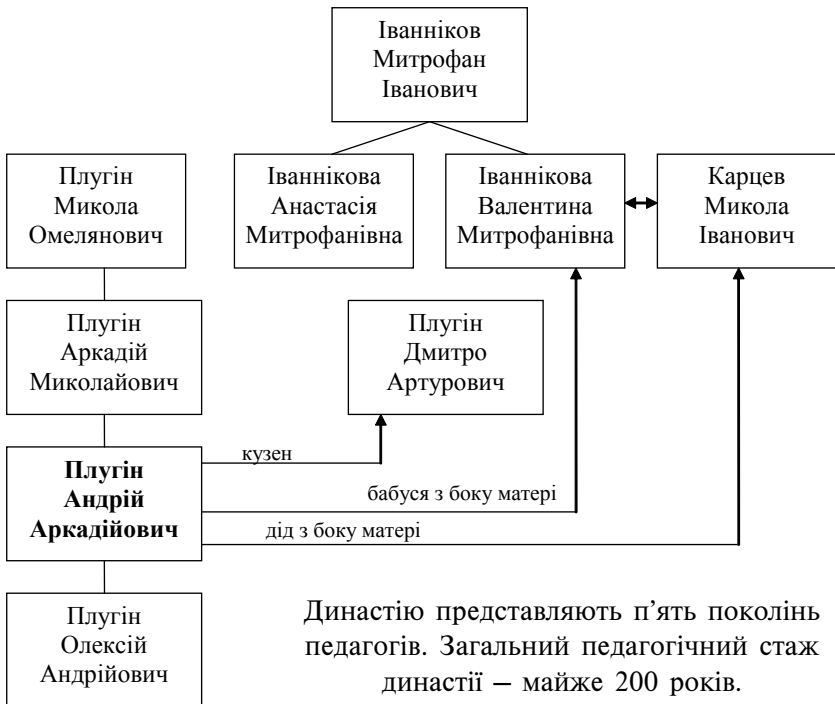 Іванніков
Митрофан
Іванович
Плугін
Микола
Омелянович
Іваннікова
Анастасія
Митрофанівна
Іваннікова
Валентина
Митрофанівна
Карцев
Микола
Іванович
Плугін
Аркадій
Миколайович
Плугін
Дмитро
Артурович
Плугін
Андрій
Аркадійович
кузен
бабуся з боку матері
дід з боку матері
Плугін
Олексій
Андрійович
Династію представляють п’ять поколінь
педагогів. Загальний педагогічний стаж
династії – майже 200 років.